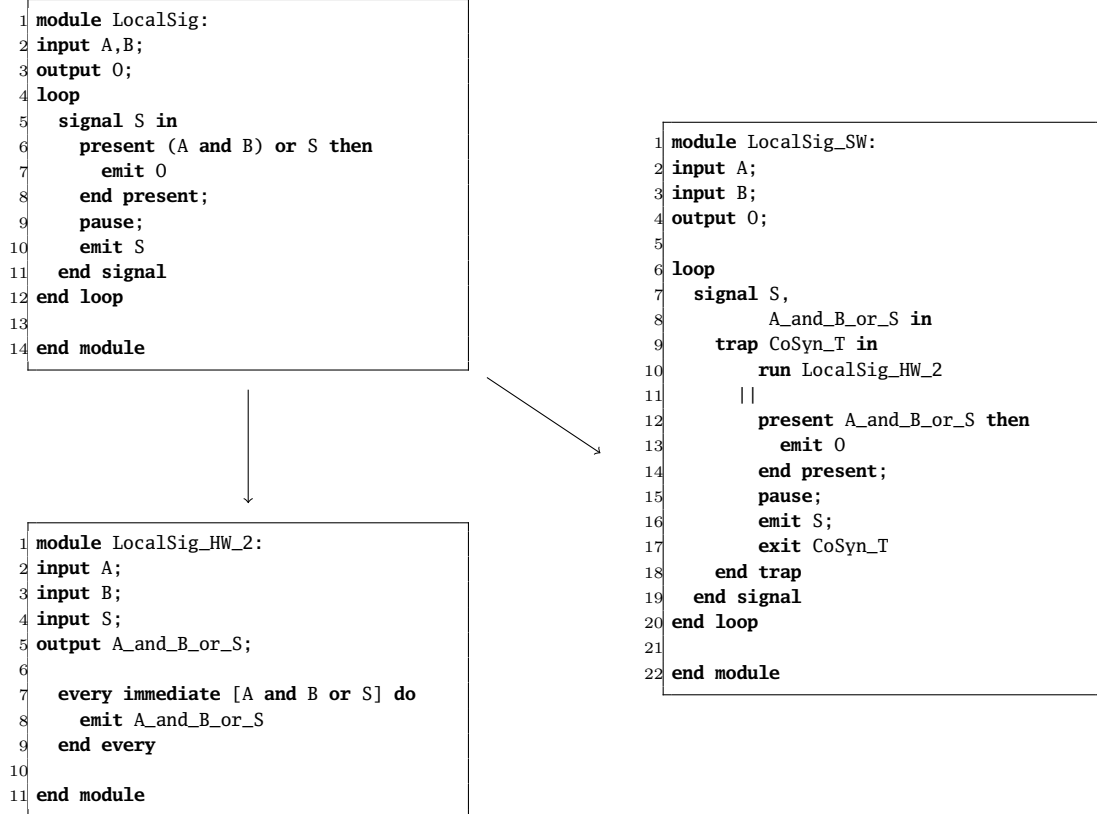 1 module LocalSig:
2 input A,B;
3 output O;
4 loop
5 signal S in
6 present (A and B) or S then
7 emit O
8 end present;
9 pause;
10 emit S
11 end signal
12 end loop
13
14 end module
1 module LocalSig_HW_2:
2 input A;
3 input B;
4 input S;
5 output A_and_B_or_S;
6
7 every immediate [A and B or S] do
8 emit A_and_B_or_S
9 end every
10
11 end module
1 module LocalSig_SW:
2 input A;
3 input B;
4 output O;
5
6 loop
7 signal S,
8 A_and_B_or_S in
9 trap CoSyn_T in
10 run LocalSig_HW_2
11 ||
12 present A_and_B_or_S then
13 emit O
14 end present;
15 pause;
16 emit S;
17 exit CoSyn_T
18 end trap
19 end signal
20 end loop
21
22 end module